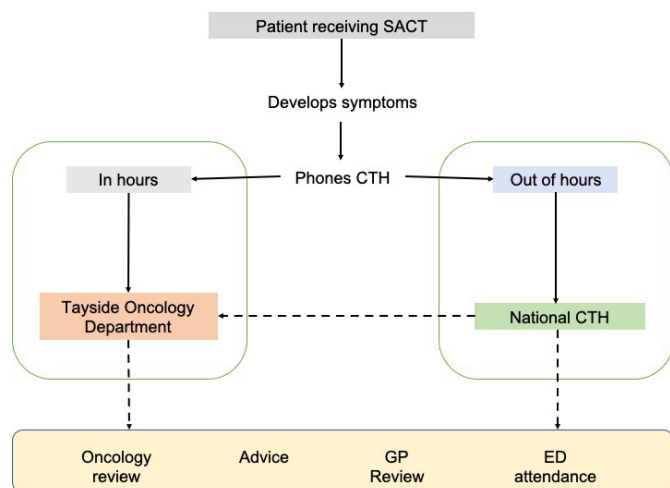 Patient receiving SACT
Develops symptoms
In hours
Phones CTH
Out of hours
Tayside Oncology
Department
National CTH
Oncology
review
Advice
GP
Review
ED
attendance